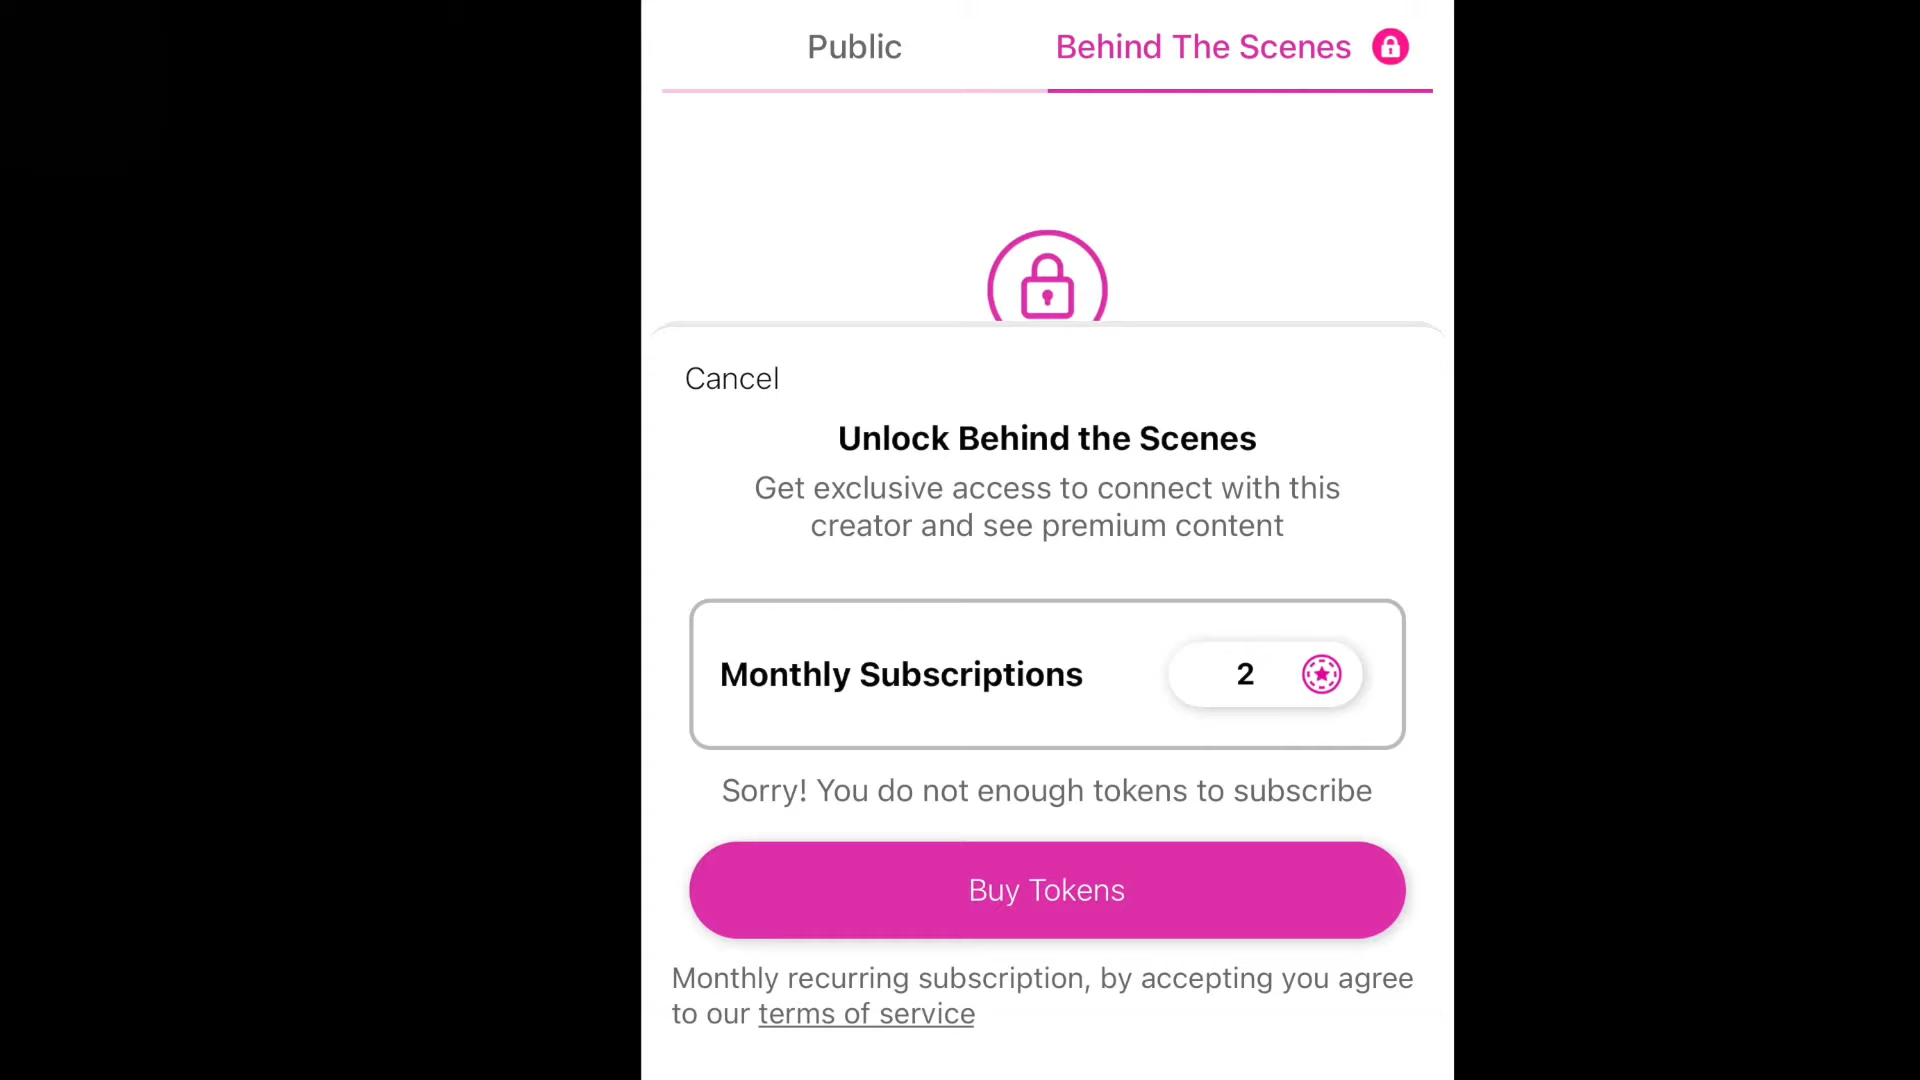 Public
Behind The Scenes
Cancel
Unlock Behind the Scenes
Get exclusive access to connect with this
creator and see premium content
Monthly Subscriptions
2
Sorry! You do not enough tokens to subscribe
Buy Tokens
Monthly recurring subscription, by accepting you agree
to our terms of service